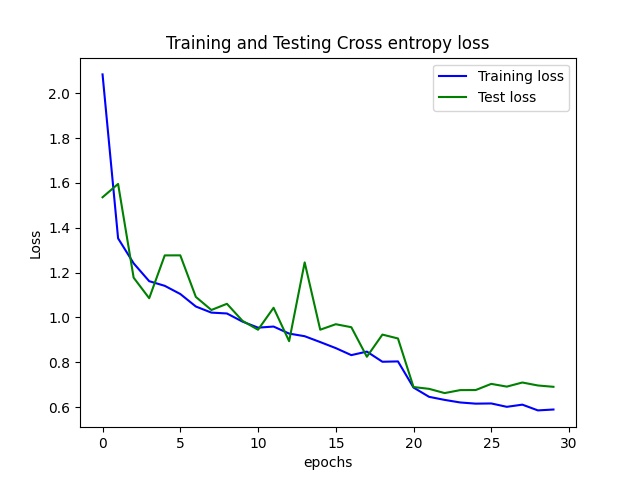 Training and Testing Cross entropy loss
Training loss
Test loss
Loss
2.0
1.8
1.6
1.4
1.2
1.0
0.8
0.6
0 5 10 15 20 25 30
epochs